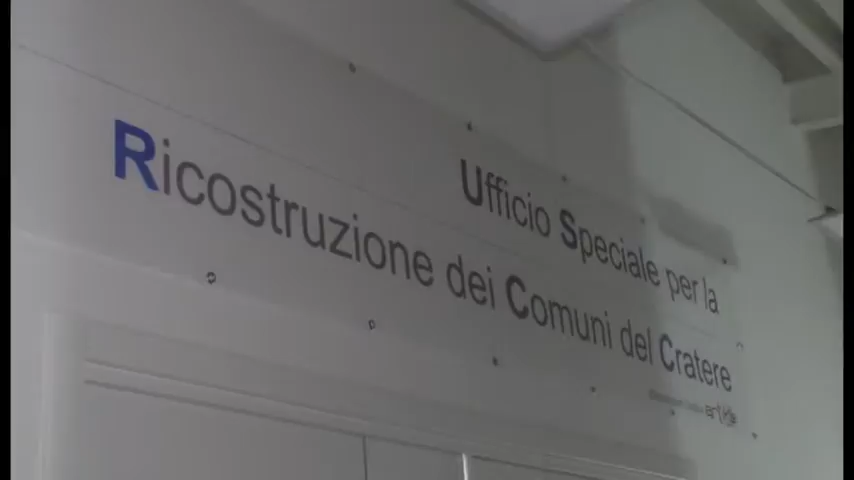 Ufficio Speciale per la
Ricostruzione dei Comuni del Cratere